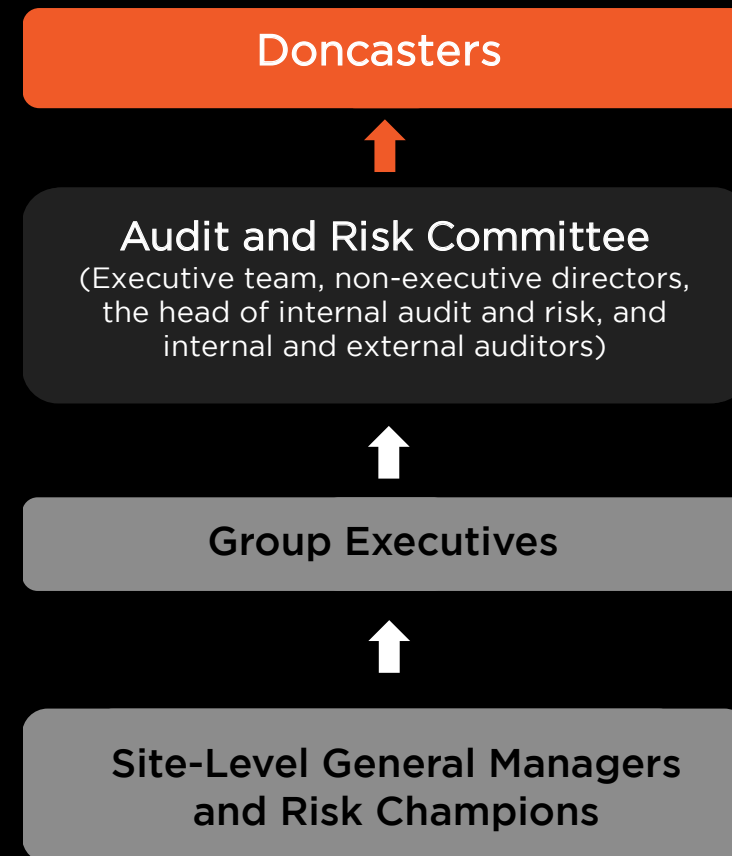 Doncasters
Audit and Risk Committee
(Executive team, non-executive directors,
the head of internal audit and risk, and
internal and external auditors)
Group Executives
Site-Level General Managers
and Risk Champions